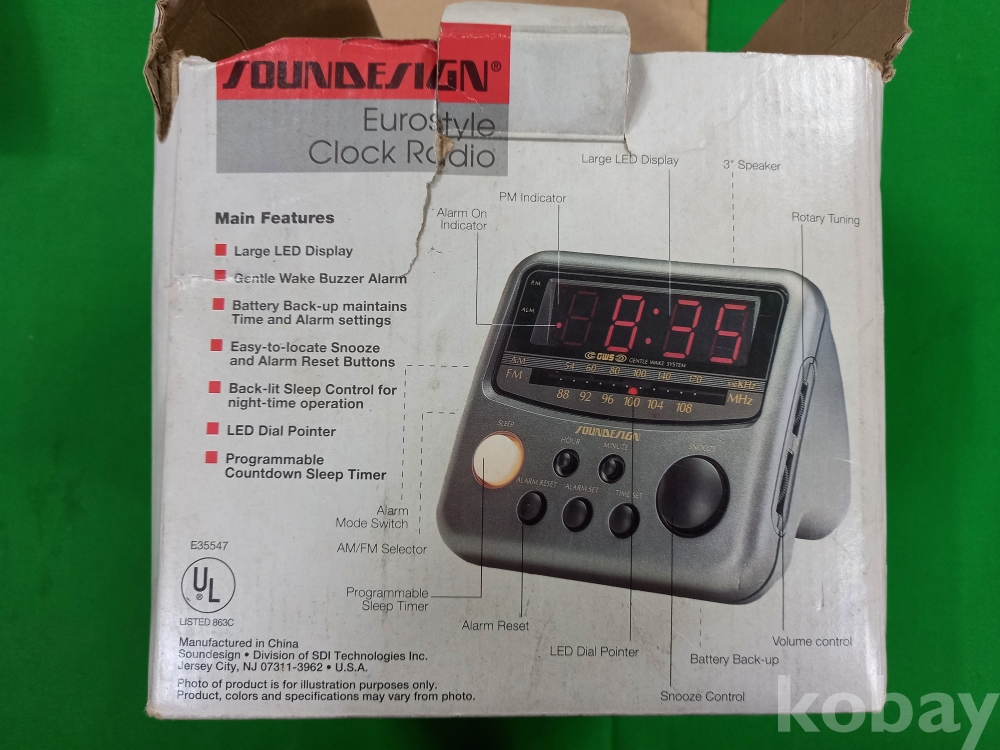 SOUNDESIGN®
Eurostyle
Clock Radio
Large LED Display
3" Speaker
PM Indicator
Alarm On
Indicator
Rotary Tuning
Main Features
Large LED Display
Gentle Wake Buzzer Alarm
Battery Back-up maintains
Time and Alarm settings
Easy-to-locate Snooze
and Alarm Reset Buttons
Back-lit Sleep Control for
night-time operation
LED Dial Pointer
Programmable
Countdown Sleep Timer
P.M.
ALM.
8:35
GWS GENTLE WAKE SYSTEM
AM 54 60 80 100 140 170 KHz
FM 88 92 96 100 104 108 MHz
SOUNDESIGN
SLEEP
HOUR
MINUTE
SNOOZE
ALARM RESET
ALARM SET
TIME SET
Alarm
Mode Switch
AM/FM Selector
Programmable
Sleep Timer
Alarm Reset
LED Dial Pointer
Battery Back-up
Volume control
Snooze Control
E35547
UL
®
LISTED 863C
Manufactured in China
Soundesign • Division of SDI Technologies Inc.
Jersey City, NJ 07311-3962 • U.S.A.
Photo of product is for illustration purposes only.
Product, colors and specifications may vary from photo.
kobay